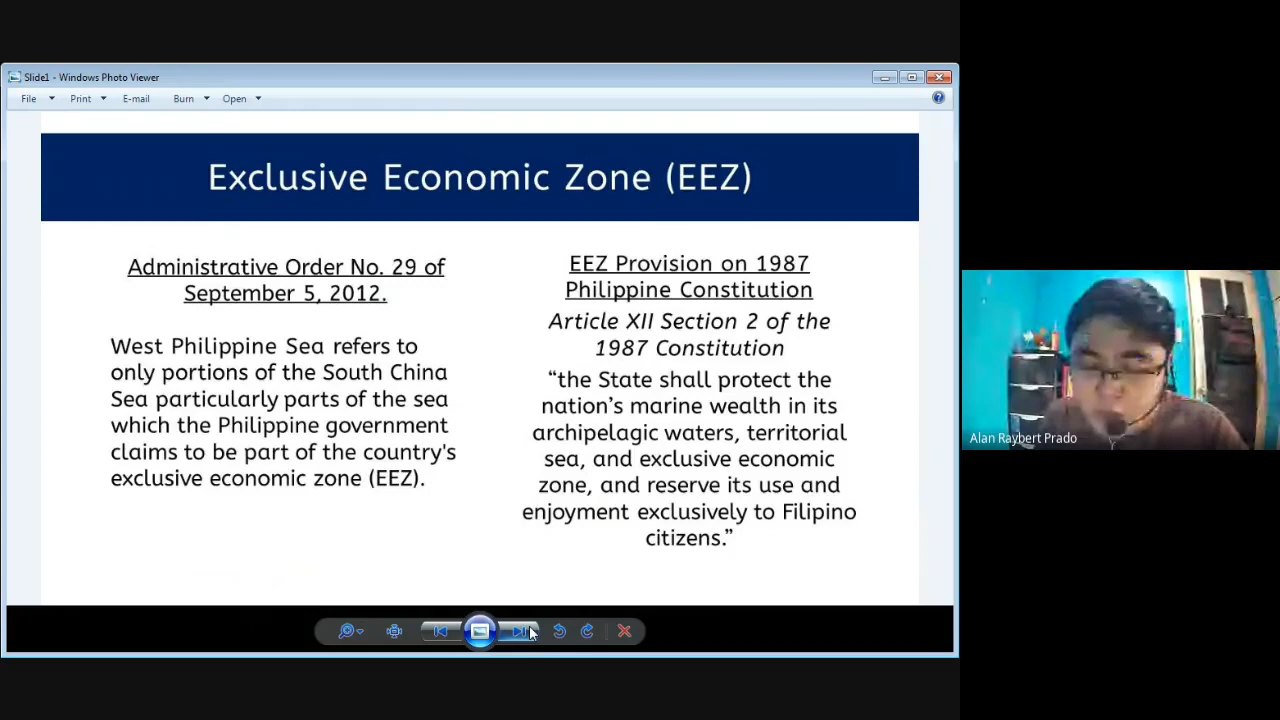 Slide1 - Windows Photo Viewer
File Print E-mail Burn Open
Exclusive Economic Zone (EEZ)
Administrative Order No. 29 of
September 5, 2012.
West Philippine Sea refers to
only portions of the South China
Sea particularly parts of the sea
which the Philippine government
claims to be part of the country's
exclusive economic zone (EEZ).
EEZ Provision on 1987
Philippine Constitution
Article XII Section 2 of the
1987 Constitution
“the State shall protect the
nation’s marine wealth in its
archipelagic waters, territorial
sea, and exclusive economic
zone, and reserve its use and
enjoyment exclusively to Filipino
citizens.”
Alan Raybert Prado